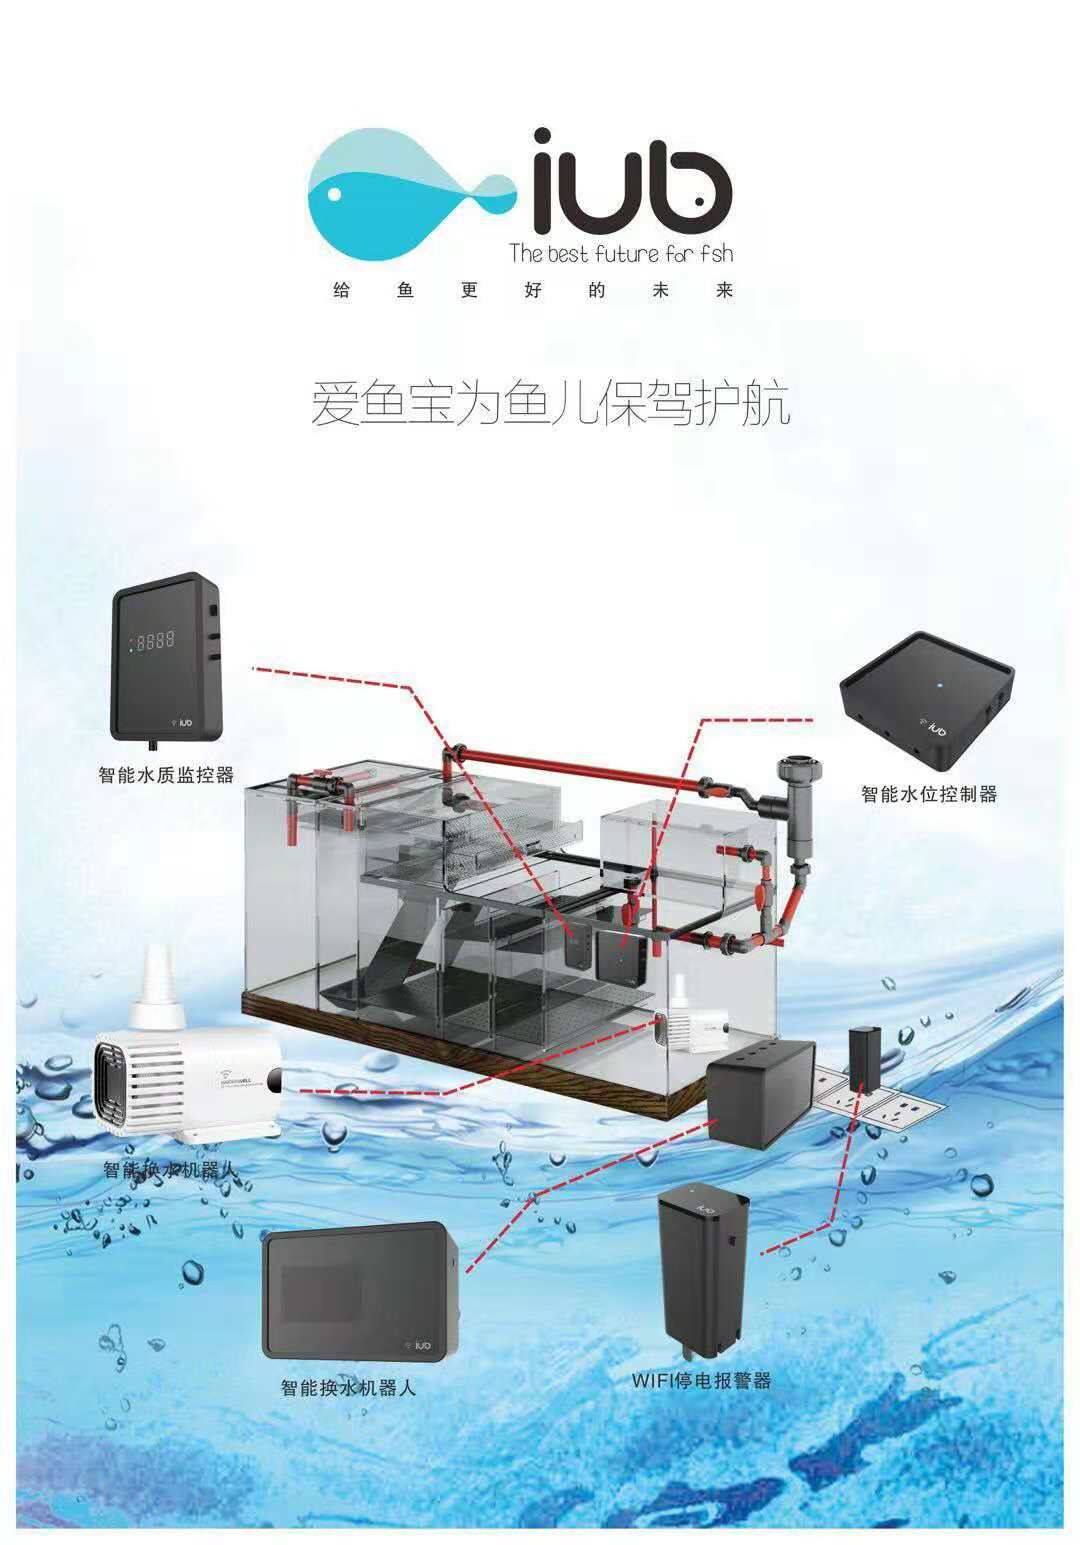 iub
The best future for fsh
给鱼更好的未来
爱鱼宝为鱼儿保驾护航
8888
iub
智能水质监控器
iub
智能水位控制器
智能换水机器人
iub
智能换水机器人
iub
WIFI停电报警器